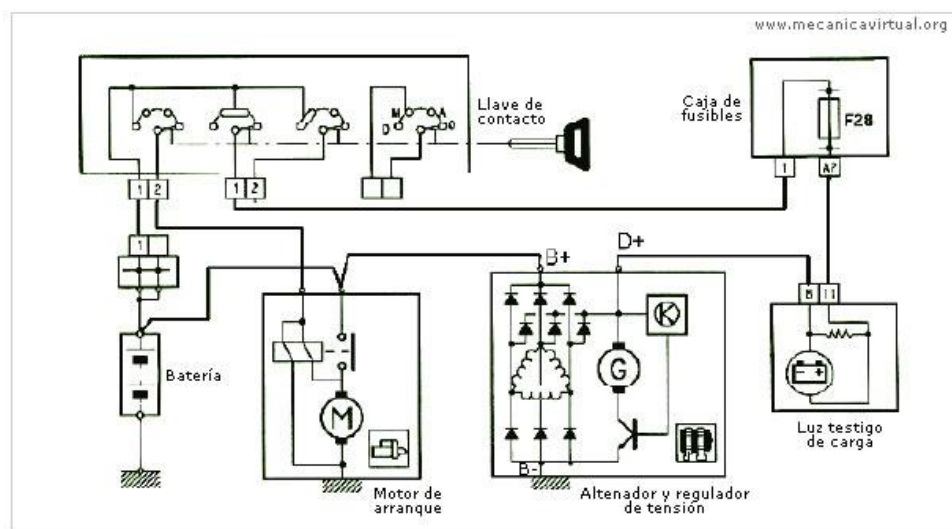 www.mecanicavirtual.org
Llave de
contacto
Caja de
fusibles
F28
M
A
D
1 2
1 2
1
1
B+
D+
K
G
M
B-
8 11
Batería
Motor de
arranque
Altenador y regulador
de tensión
Luz testigo
de carga